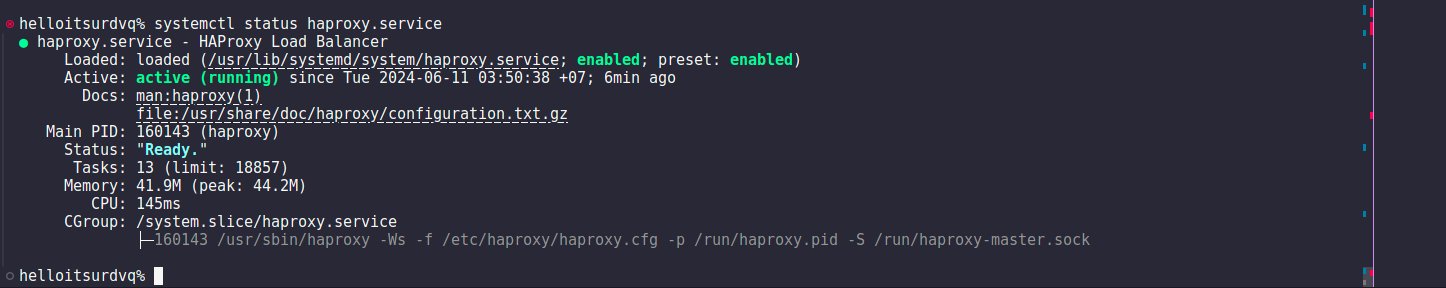 helloitsurdvq% systemctl status haproxy.service
● haproxy.service - HAProxy Load Balancer
Loaded: loaded (/usr/lib/systemd/system/haproxy.service; enabled; preset: enabled)
Active: active (running) since Tue 2024-06-11 03:50:38 +07; 6min ago
Docs: man:haproxy(1)
file:/usr/share/doc/haproxy/configuration.txt.gz
Main PID: 160143 (haproxy)
Status: "Ready."
Tasks: 13 (limit: 18857)
Memory: 41.9M (peak: 44.2M)
CPU: 145ms
CGroup: /system.slice/haproxy.service
├─160143 /usr/sbin/haproxy -Ws -f /etc/haproxy/haproxy.cfg -p /run/haproxy.pid -S /run/haproxy-master.sock
helloitsurdvq%